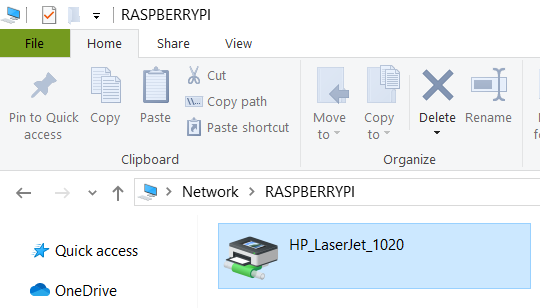 RASPBERRYPI
File Home Share View
Pin to Quick access
Copy
Paste
Cut
Copy path
Paste shortcut
Clipboard
Move to
Copy to
Delete
Rename
Organize
Network > RASPBERRYPI
Quick access
OneDrive
HP_LaserJet_1020